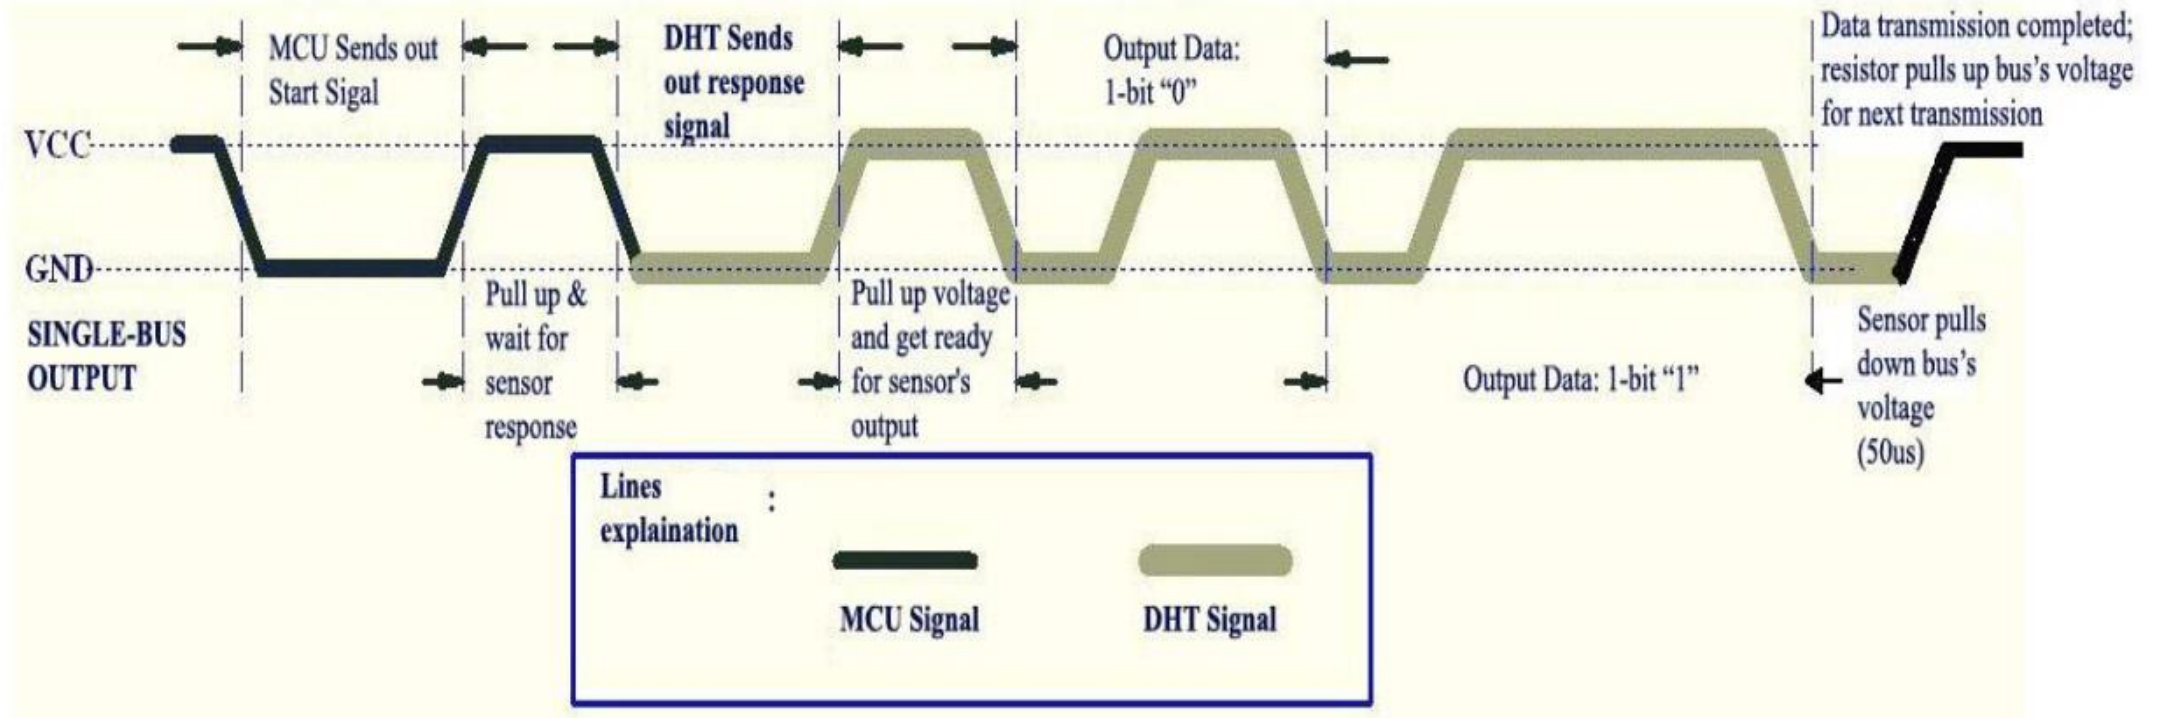 MCU Sends out
Start Sigal
DHT Sends
out response
signal
Output Data:
1-bit “0”
Data transmission completed;
resistor pulls up bus’s voltage
for next transmission
VCC
GND
SINGLE-BUS
OUTPUT
Pull up &
wait for
sensor
response
Pull up voltage
and get ready
for sensor's
output
Output Data: 1-bit “1”
Sensor pulls
down bus’s
voltage
(50us)
Lines :
explaination
MCU Signal
DHT Signal